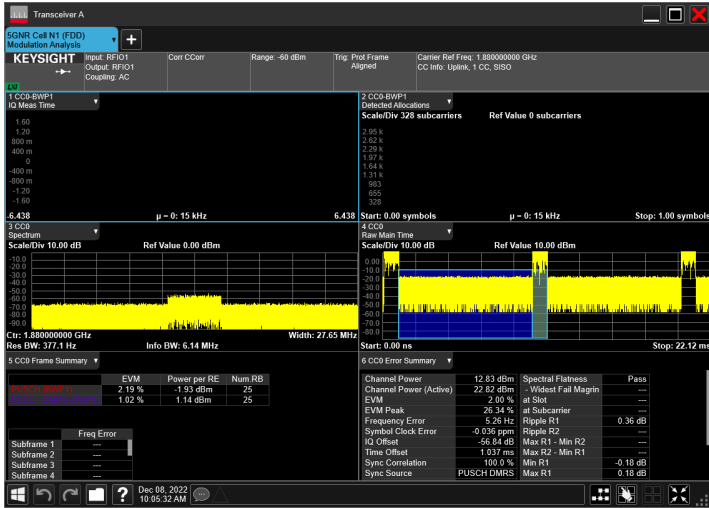 Transceiver A
5GNR Cell N1 (FDD)
Modulation Analysis
KEYSIGHT
Input: RFIO1
Output: RFIO1
Coupling: AC
Corr CCorr
Range: -60 dBm
Trig: Prot Frame
Aligned
Carrier Ref Freq: 1.880000000 GHz
CC Info: Uplink, 1 CC, SISO
1 CC0-BWP1
IQ Meas Time
1.60
1.20
800 m
400 m
0
-400 m
-800 m
-1.20
-1.60
-6.438
μ = 0: 15 kHz
6.438
2 CC0-BWP1
Detected Allocations
Scale/Div 328 subcarriers
Ref Value 0 subcarriers
2.95 k
2.62 k
2.29 k
1.97 k
1.64 k
1.31 k
983
655
328
Start: 0.00 symbols
μ = 0: 15 kHz
Stop: 1.00 symbols
3 CC0
Spectrum
Scale/Div 10.00 dB
Ref Value 0.00 dBm
-10.0
-20.0
-30.0
-40.0
-50.0
-60.0
-70.0
-80.0
-90.0
Ctr: 1.880000000 GHz
Width: 27.65 MHz
Res BW: 377.1 Hz
Info BW: 6.14 MHz
4 CC0
Raw Main Time
Scale/Div 10.00 dB
Ref Value 10.00 dBm
0.00
-10.0
-20.0
-30.0
-40.0
-50.0
-60.0
-70.0
-80.0
Start: 0.00 ns
Stop: 22.12 ms
5 CC0 Frame Summary
EVM Power per RE Num.RB
2.19 % -1.93 dBm 25
1.02 % 1.14 dBm 25
Freq Error
Subframe 1 ---
Subframe 2 ---
Subframe 3 ---
Subframe 4 ---
6 CC0 Error Summary
Channel Power 12.83 dBm Spectral Flatness Pass
Channel Power (Active) 22.82 dBm - Widest Fail Magrin ---
EVM 2.00 % at Slot ---
EVM Peak 26.34 % at Subcarrier ---
Frequency Error 5.26 Hz Ripple R1 0.36 dB
Symbol Clock Error -0.036 ppm Ripple R2 ---
IQ Offset -56.84 dB Max R1 - Min R2 ---
Time Offset 1.037 ms Max R2 - Min R1 ---
Sync Correlation 100.0 % Min R1 -0.18 dB
Sync Source PUSCH DMRS Max R1 0.18 dB
Dec 08, 2022
10:05:32 AM